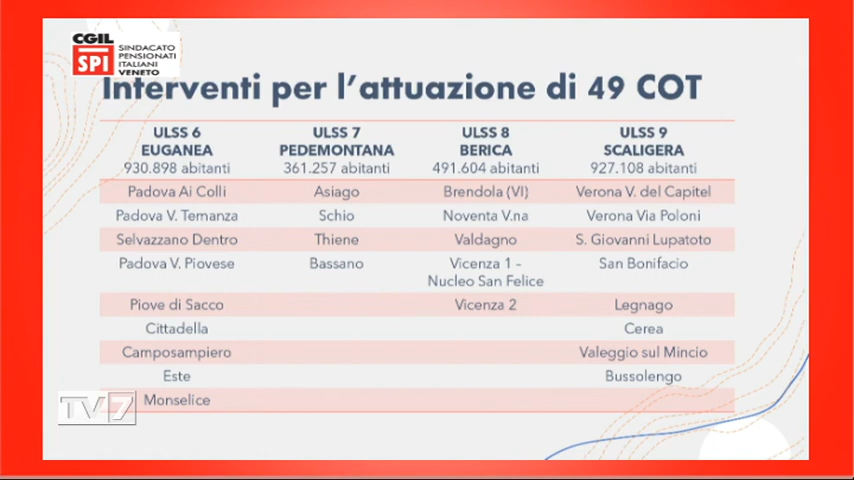 CGIL
SPI
SINDACATO
PENSIONATI
ITALIANI
VENETO
Interventi per l'attuazione di 49 COT
ULSS 6 ULSS 7 ULSS 8 ULSS 9
EUGANEA PEDEMONTANA BERICA SCALIGERA
930.898 abitanti 361.257 abitanti 491.604 abitanti 927.108 abitanti
Padova Ai Colli Asiago Brendola (VI) Verona V. del Capitel
Padova V. Temanza Schio Noventa V.na Verona Via Poloni
Selvazzano Dentro Thiene Valdagno S. Giovanni Lupatoto
Padova V. Piovese Bassano Vicenza 1 – San Bonifacio
Nucleo San Felice
Piove di Sacco Vicenza 2 Legnago
Cittadella Cerea
Camposampiero Valeggio sul Mincio
Este Bussolengo
Monselice
TV7